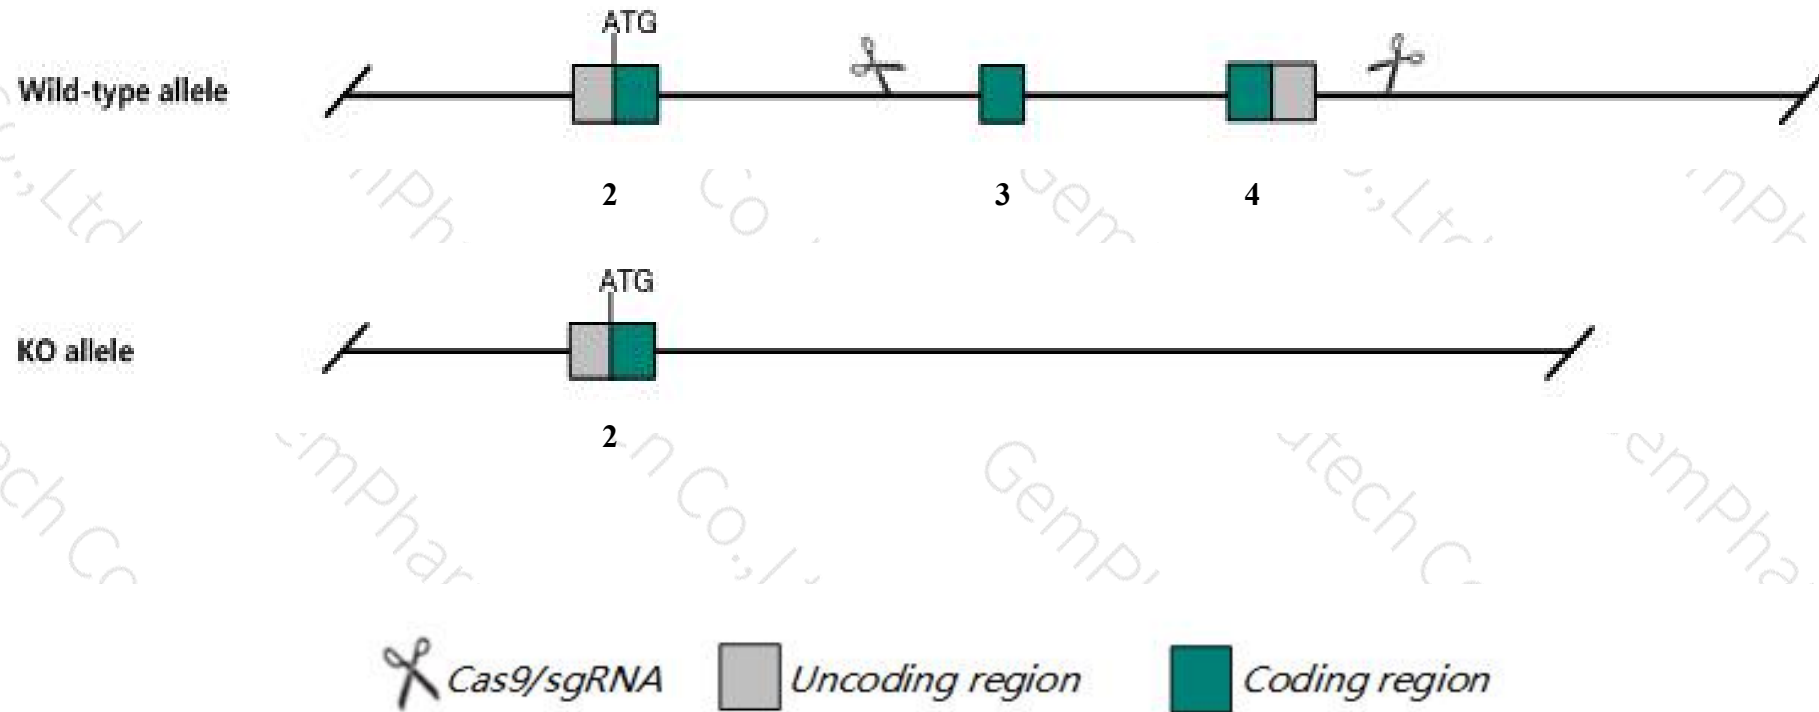 ATG
Wild-type allele
2 3 4
ATG
KO allele
2
Cas9/sgRNA Uncoding region Coding region